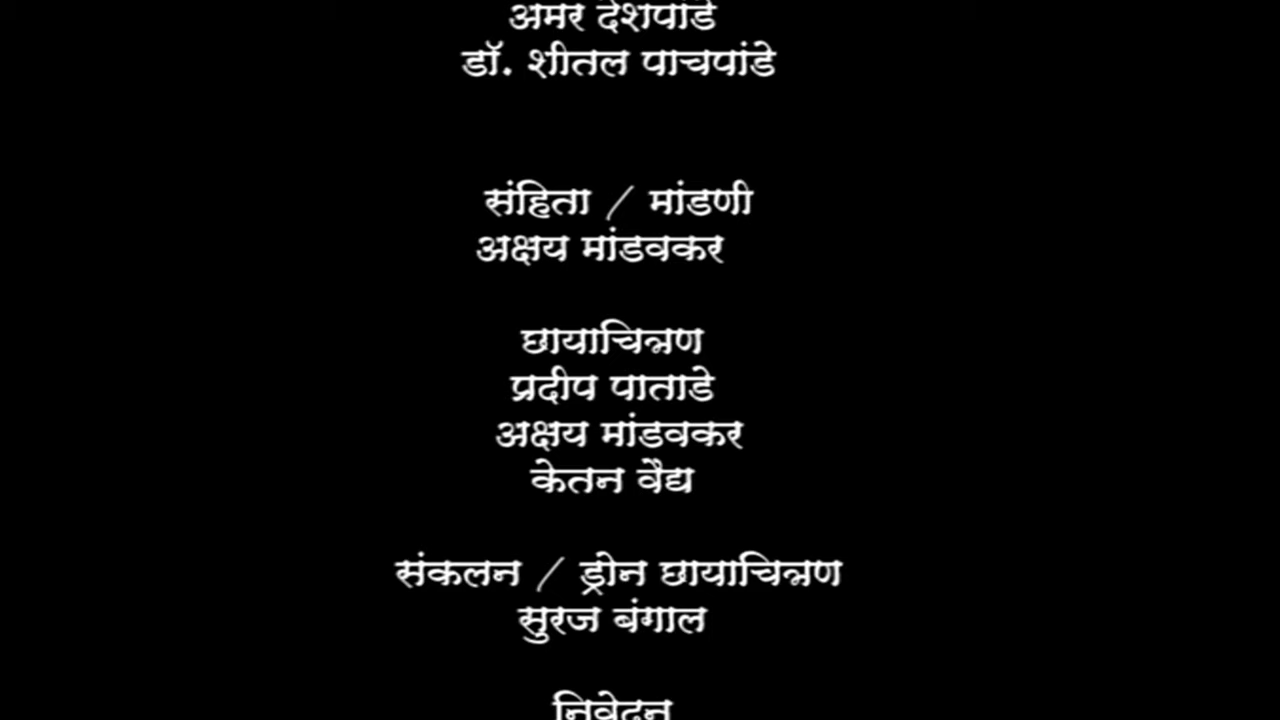 अमर देशपांडे
डॉ. शीतल पाचपांडे
संहिता / मांडणी
अक्षय मांडवकर
छायाचित्रण
प्रदीप पाताडे
अक्षय मांडवकर
केतन वैद्य
संकलन / ड्रोन छायाचित्रण
सुरज बंगाल
निवेदन